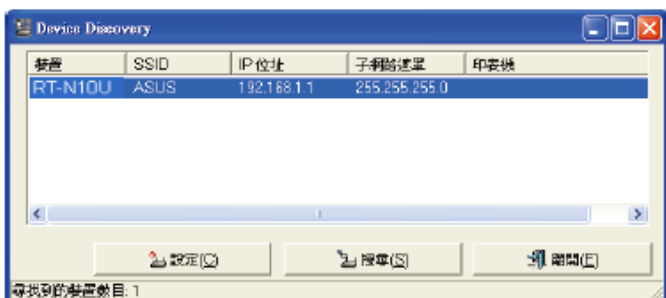 Device Discovery
裝置 SSID IP位址 子網路遮罩 印表機
RT-N10U ASUS 192.168.1.1 255.255.255.0
設定(C) 搜尋(S) 離開(E)
尋找到的裝置數目: 1